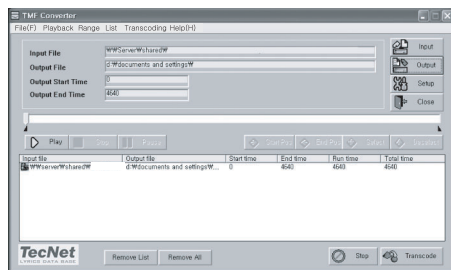 TMF Converter
File(F) Playback Range List Transcoding Help(H)
Input File ₩₩Server₩shared₩
Output File d:₩documents and settings₩
Output Start Time 0
Output End Time 4640
Input
Output
Setup
Close
Play Stop Pause Start Pos End Pos Select Deselect
Input file Output file Start time End time Run time Total time
₩₩server₩shared₩ d:₩documents and settings₩... 0 4640 4640 4640
TecNet
LYRICS DATA BASE
Remove List Remove All Stop Transcode